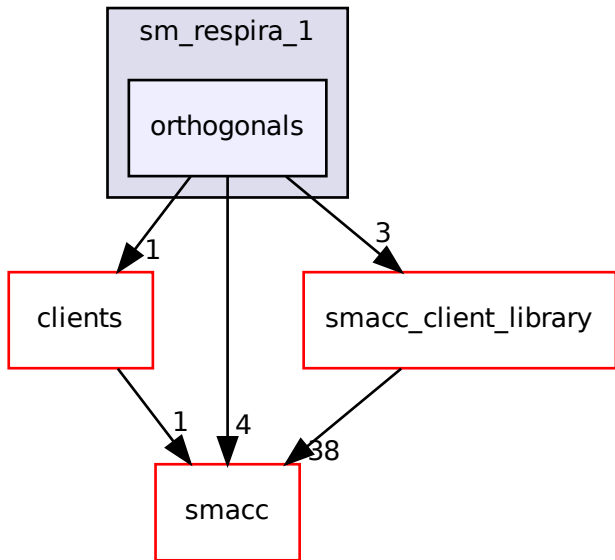 sm_respira_1
orthogonals
1
3
clients
smacc_client_library
1
4
38
smacc